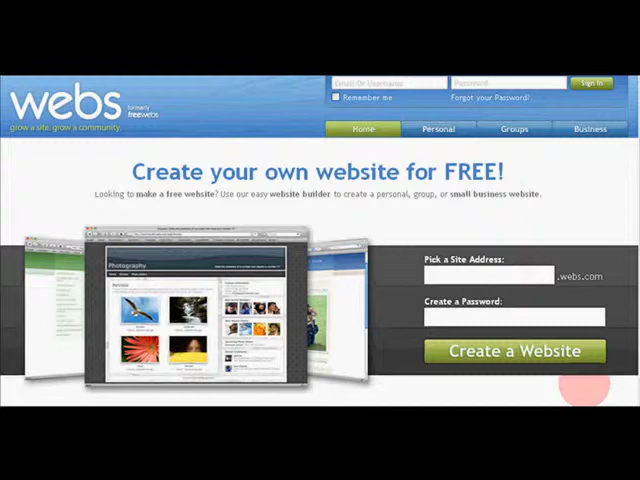 Email Or Username
Password
Sign In
Remember me
Forgot your Password?
webs
formerly
freewebs
grow a site. grow a community.
Home
Personal
Groups
Business
Create your own website for FREE!
Looking to make a free website? Use our easy website builder to create a personal, group, or small business website.
Photography
Pick a Site Address:
.webs.com
Create a Password:
Create a Website